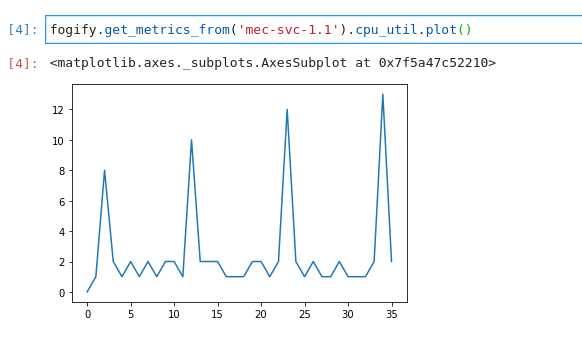 [4]: fogify.get_metrics_from('mec-svc-1.1').cpu_util.plot()
[4]: <matplotlib.axes._subplots.AxesSubplot at 0x7f5a47c52210>
12
10
8
6
4
2
0
0 5 10 15 20 25 30 35